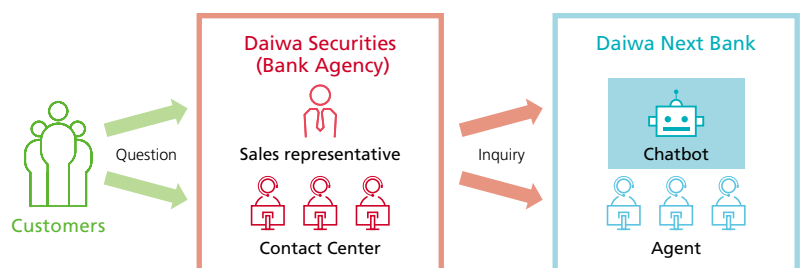 Customers
Question
Daiwa Securities
(Bank Agency)
Sales representative
Contact Center
Inquiry
Daiwa Next Bank
Chatbot
Agent